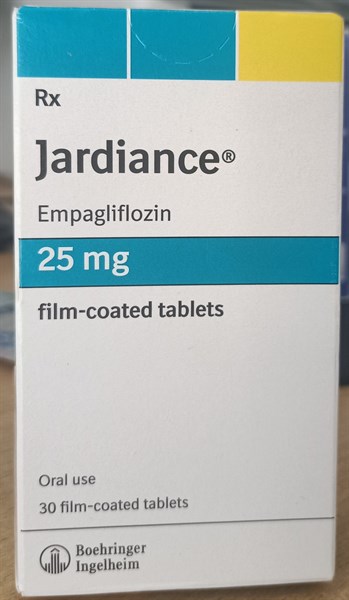 Rx
Jardiance®
Empagliflozin
25 mg
film-coated tablets
Oral use
30 film-coated tablets
Boehringer
Ingelheim